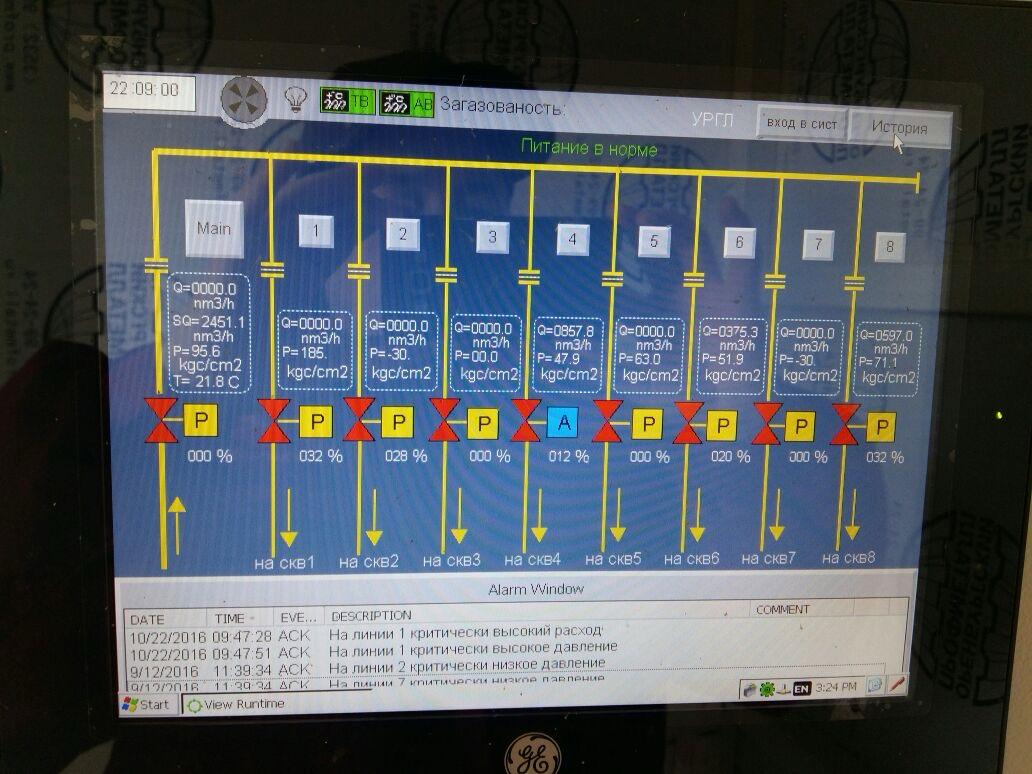 22:09:00
ТВ
АВ
Загазованость:
УРГЛ
вход в сист
История
Питание в норме
Main
1
2
3
4
5
6
7
8
Q=0000.0
nm3/h
SQ= 2451.1
nm3/h
P=95.6
kgc/cm2
T= 21.8 C
Q=0000.0
nm3/h
P=185.
kgc/cm2
Q=0000.0
nm3/h
P= -30.
kgc/cm2
Q=0000.0
nm3/h
P=00.0
kgc/cm2
Q=0857.8
nm3/h
P=47.9
kgc/cm2
Q=0000.0
nm3/h
P=63.0
kgc/cm2
Q=0375.3
nm3/h
P=51.9
kgc/cm2
Q=0000.0
nm3/h
P=-30.
kgc/cm2
Q=0597.0
nm3/h
P=71.1
kgc/cm2
P
P
P
P
A
P
P
P
P
000 %
032 %
028 %
000 %
012 %
000 %
020 %
000 %
032 %
на скв1
на скв2
на скв3
на скв4
на скв5
на скв6
на скв7
на скв8
Alarm Window
DATE TIME EVE... DESCRIPTION COMMENT
10/22/2016 09:47:28 ACK На линии 1 критически высокий расход
10/22/2016 09:47:51 ACK На линии 1 критически высокое давление
9/12/2016 11:39:34 ACK На линии 2 критически низкое давление
9/12/2016 11:39:34 ACK На линии 7 критически низкое давление
Start
View Runtime
EN
3:24 PM
GE